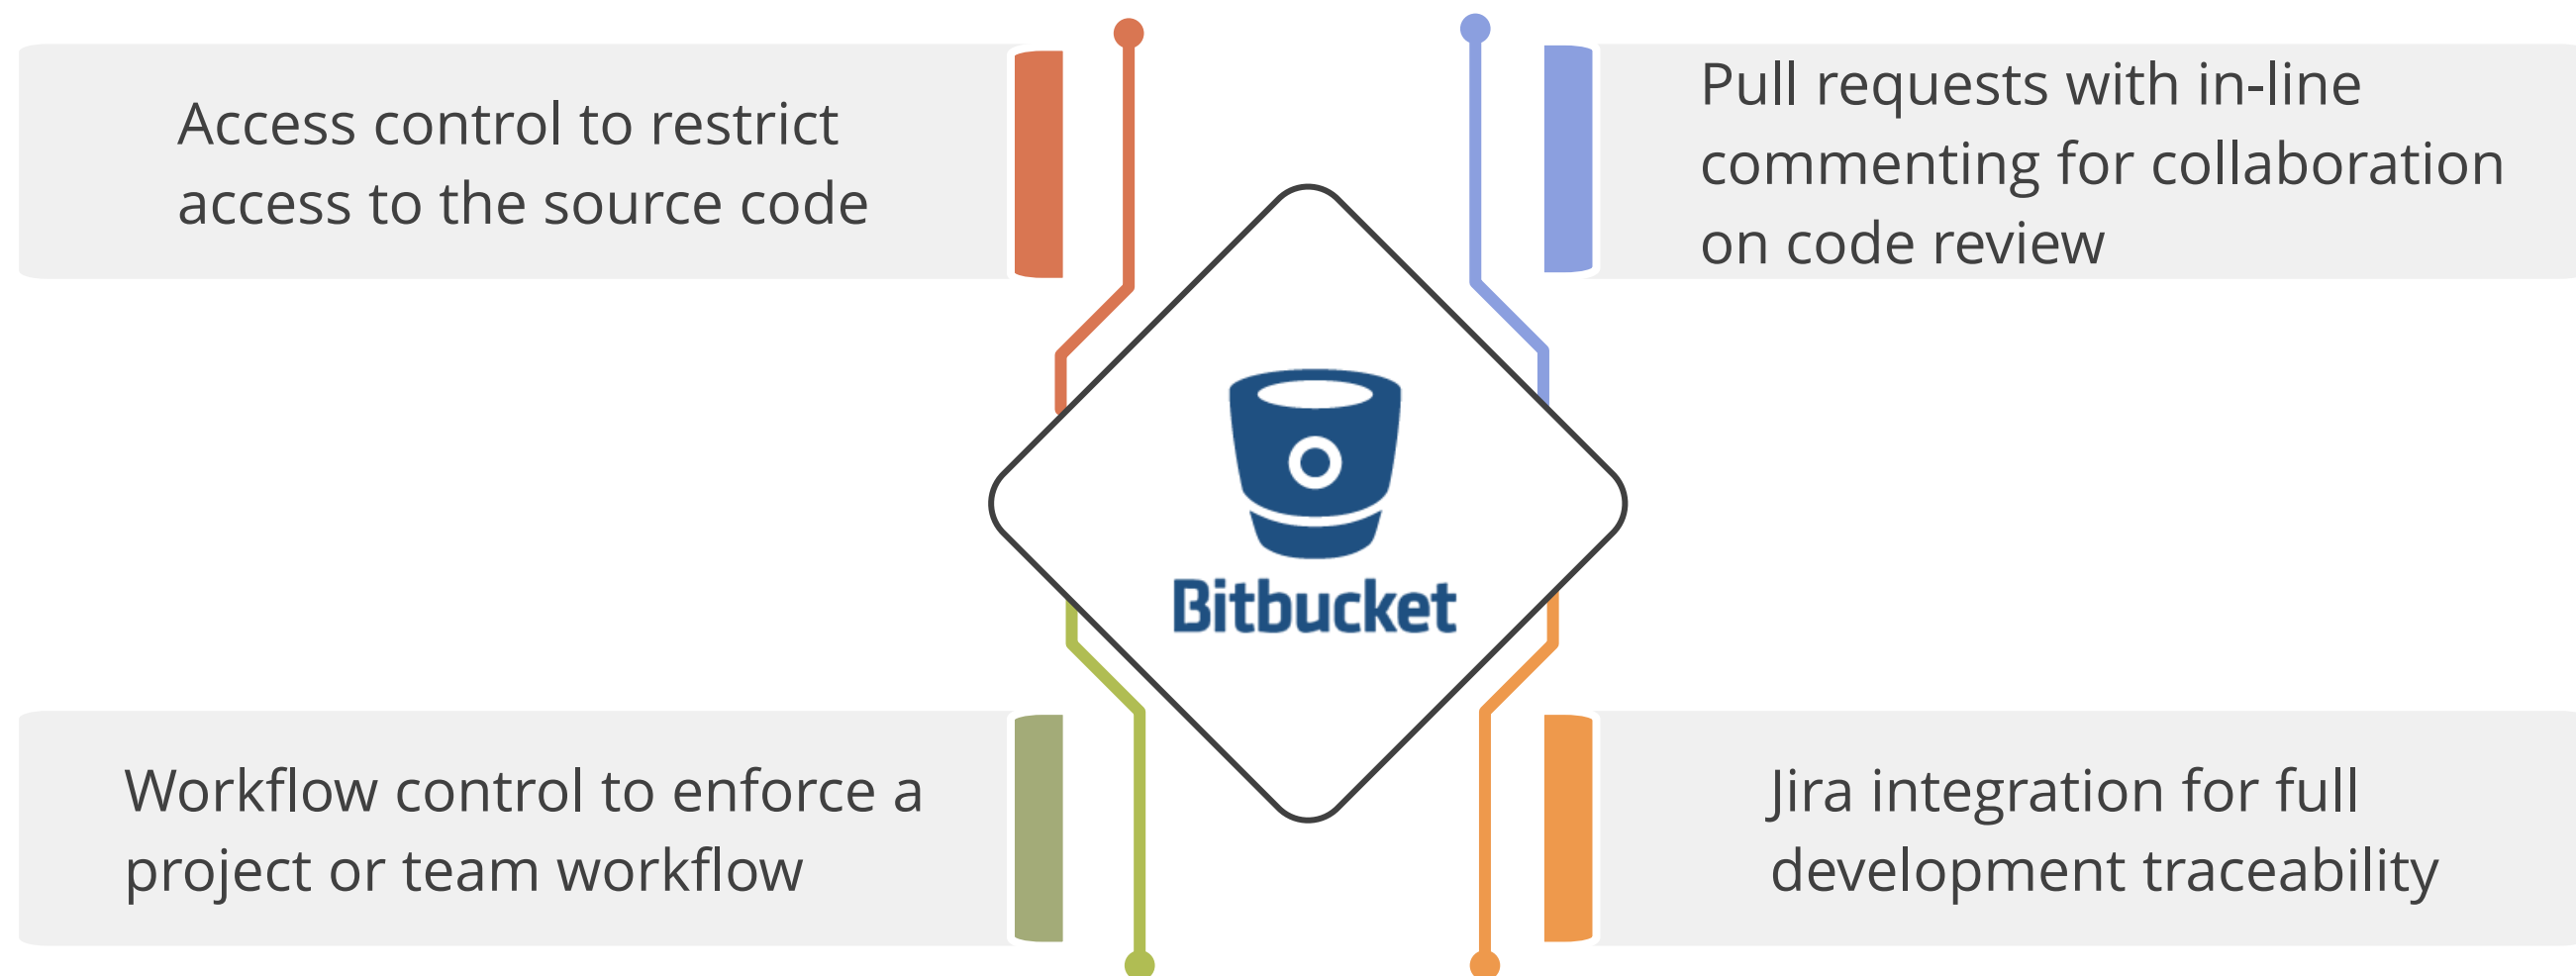 Access control to restrict
access to the source code
Pull requests with in-line
commenting for collaboration
on code review
Bitbucket
Workflow control to enforce a
project or team workflow
Jira integration for full
development traceability